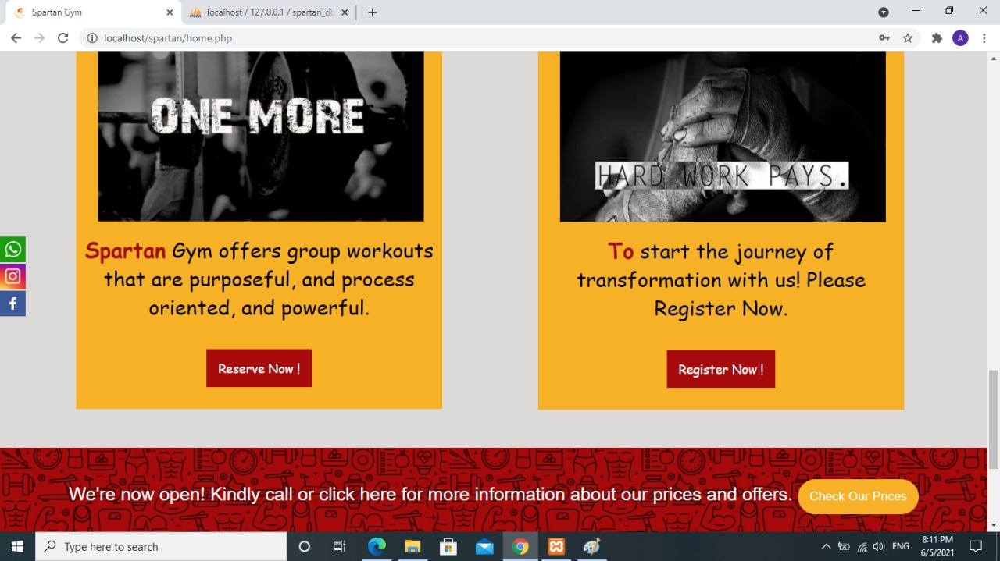 Spartan Gym
localhost / 127.0.0.1 / spartan_db
localhost/spartan/home.php
A
ONE MORE
HARD WORK PAYS.
Spartan Gym offers group workouts
that are purposeful, and process
oriented, and powerful.
To start the journey of
transformation with us! Please
Register Now.
Reserve Now !
Register Now !
We're now open! Kindly call or click here for more information about our prices and offers. Check Our Prices
Type here to search
ENG
8:11 PM
6/5/2021